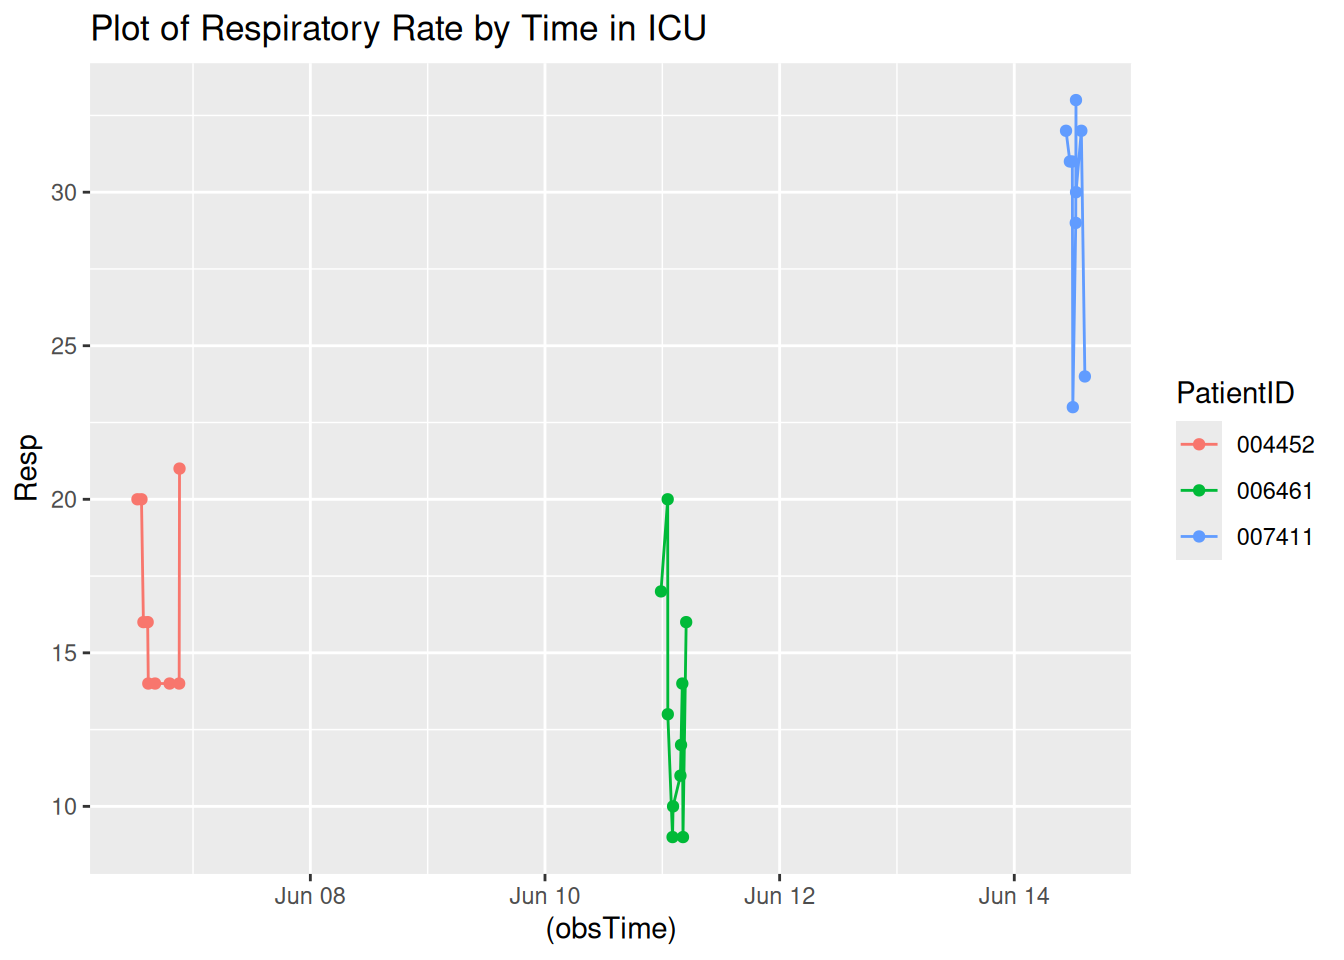 Plot of Respiratory Rate by Time in ICU
Resp
30
25
20
15
10
Jun 08
Jun 10
Jun 12
Jun 14
(obsTime)
PatientID
004452
006461
007411